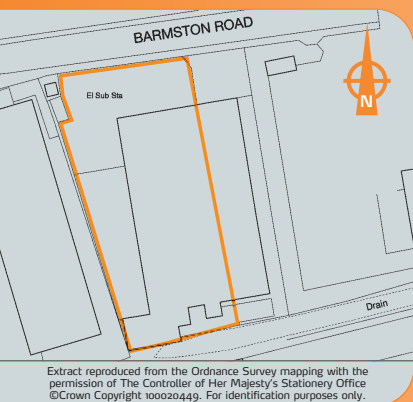 BARMSTON ROAD
El Sub Sta
N
Drain
Extract reproduced from the Ordnance Survey mapping with the
permission of The Controller of Her Majesty's Stationery Office
©Crown Copyright 100020449. For identification purposes only.